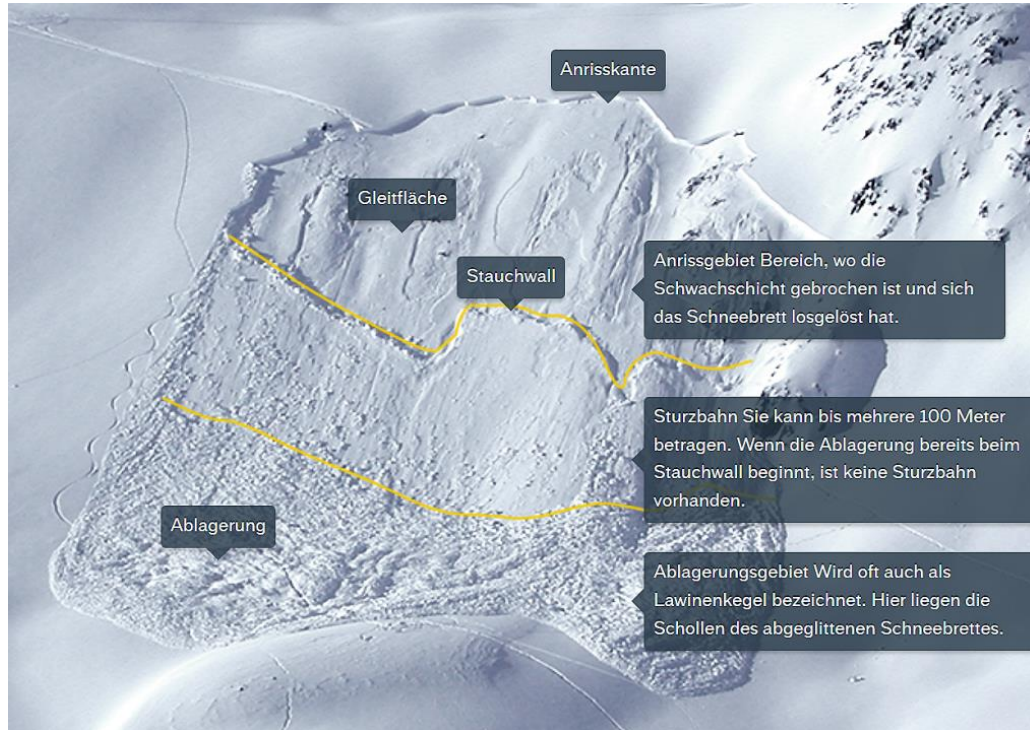 Anrisskante
Gleitfläche
Stauchwall
Anrissgebiet Bereich, wo die
Schwachschicht gebrochen ist und sich
das Schneebrett losgelöst hat.
Sturzbahn Sie kann bis mehrere 100 Meter
betragen. Wenn die Ablagerung bereits beim
Stauchwall beginnt, ist keine Sturzbahn
vorhanden.
Ablagerung
Ablagerungsgebiet Wird oft auch als
Lawinenkegel bezeichnet. Hier liegen die
Schollen des abgeglittenen Schneebrettes.